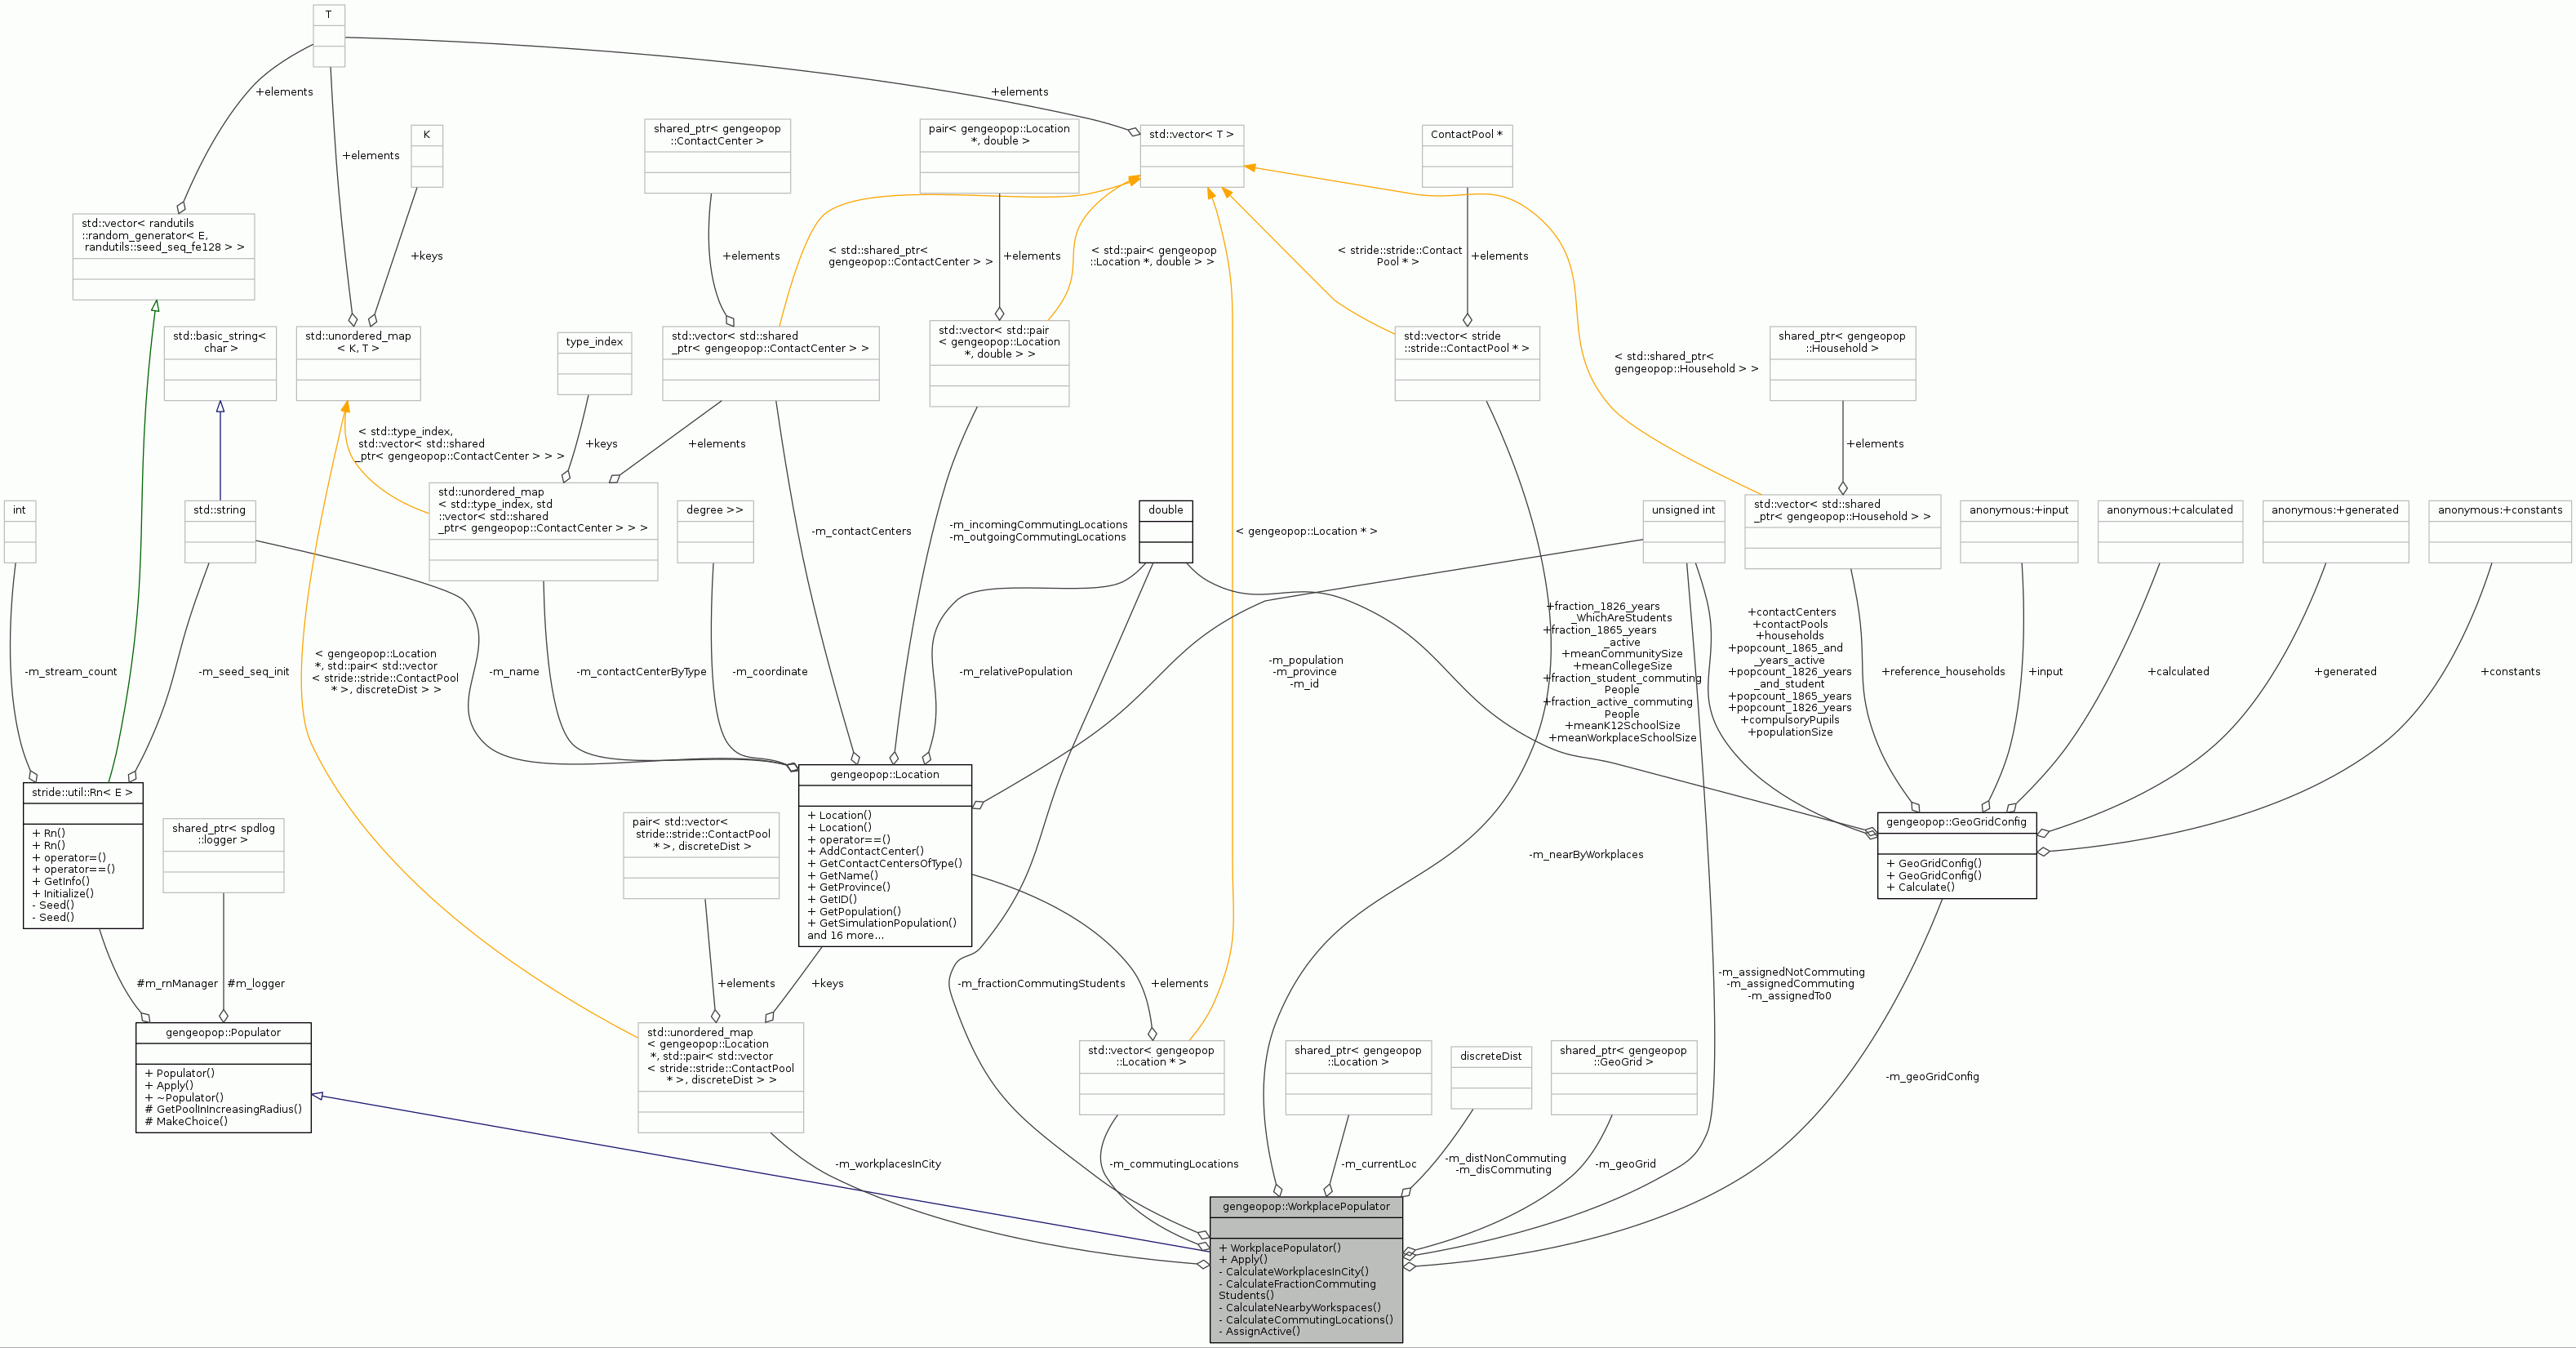 T
+elements
+elements
+elements
K
+keys
shared_ptr< gengeopop
::ContactCenter >
pair< gengeopop::Location
*, double >
std::vector< T >
ContactPool *
std::vector< randutils
::random_generator< E,
randutils::seed_seq_fe128 > >
+elements
< std::shared_ptr<
gengeopop::ContactCenter > >
+elements
< std::pair< gengeopop
::Location *, double > >
< stride::stride::Contact
Pool * >
+elements
std::basic_string<
char >
std::unordered_map
< K, T >
type_index
std::vector< std::shared
_ptr< gengeopop::ContactCenter > >
std::vector< std::pair
< gengeopop::Location
*, double > >
std::vector< stride
::stride::ContactPool * >
< std::shared_ptr<
gengeopop::Household > >
shared_ptr< gengeopop
::Household >
< std::type_index,
std::vector< std::shared
_ptr< gengeopop::ContactCenter > > >
+keys
+elements
+elements
int
std::string
std::unordered_map
< std::type_index, std
::vector< std::shared
_ptr< gengeopop::ContactCenter > > >
degree >>
-m_contactCenters
-m_incomingCommutingLocations
-m_outgoingCommutingLocations
double
< gengeopop::Location * >
unsigned int
std::vector< std::shared
_ptr< gengeopop::Household > >
anonymous:+input
anonymous:+calculated
anonymous:+generated
anonymous:+constants
-m_stream_count
-m_seed_seq_init
< gengeopop::Location
*, std::pair< std::vector
< stride::stride::ContactPool
* >, discreteDist > >
-m_name
-m_contactCenterByType
-m_coordinate
-m_relativePopulation
-m_population
-m_province
-m_id
+fraction_1826_years
_WhichAreStudents
+fraction_1865_years
_active
+meanCommunitySize
+meanCollegeSize
+fraction_student_commuting
People
+fraction_active_commuting
People
+meanK12SchoolSize
+meanWorkplaceSchoolSize
+contactCenters
+contactPools
+households
+popcount_1865_and
_years_active
+popcount_1826_years
_and_student
+popcount_1865_years
+popcount_1826_years
+compulsoryPupils
+populationSize
+reference_households
+input
+calculated
+generated
+constants
stride::util::Rn< E >
+ Rn()
+ Rn()
+ operator=()
+ operator==()
+ GetInfo()
+ Initialize()
- Seed()
- Seed()
shared_ptr< spdlog
::logger >
pair< std::vector<
stride::stride::ContactPool
* >, discreteDist >
gengeopop::Location
+ Location()
+ Location()
+ operator==()
+ AddContactCenter()
+ GetContactCentersOfType()
+ GetName()
+ GetProvince()
+ GetID()
+ GetPopulation()
+ GetSimulationPopulation()
and 16 more...
-m_nearByWorkplaces
gengeopop::GeoGridConfig
+ GeoGridConfig()
+ GeoGridConfig()
+ Calculate()
#m_rnManager
#m_logger
+elements
+keys
-m_fractionCommutingStudents
+elements
-m_assignedNotCommuting
-m_assignedCommuting
-m_assignedTo0
gengeopop::Populator
+ Populator()
+ Apply()
+ ~Populator()
# GetPoolInIncreasingRadius()
# MakeChoice()
std::unordered_map
< gengeopop::Location
*, std::pair< std::vector
< stride::stride::ContactPool
* >, discreteDist > >
std::vector< gengeopop
::Location * >
shared_ptr< gengeopop
::Location >
discreteDist
shared_ptr< gengeopop
::GeoGrid >
-m_geoGridConfig
-m_workplacesInCity
-m_commutingLocations
-m_currentLoc
-m_distNonCommuting
-m_disCommuting
-m_geoGrid
gengeopop::WorkplacePopulator
+ WorkplacePopulator()
+ Apply()
- CalculateWorkplacesInCity()
- CalculateFractionCommuting
Students()
- CalculateNearbyWorkspaces()
- CalculateCommutingLocations()
- AssignActive()